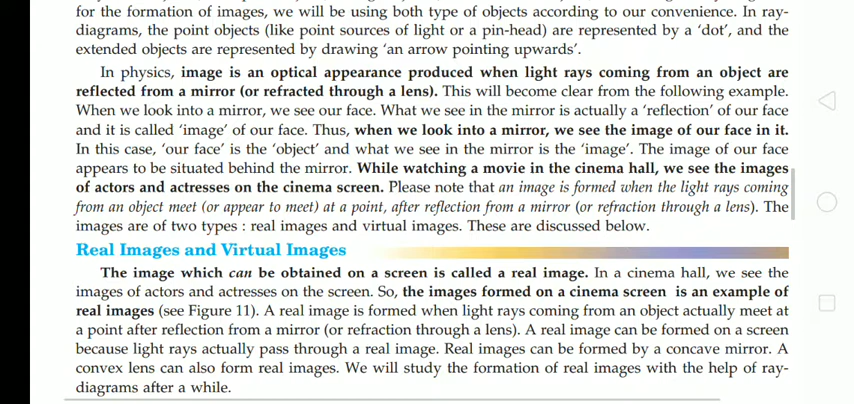 for the formation of images, we will be using both type of objects according to our convenience. In ray-
diagrams, the point objects (like point sources of light or a pin-head) are represented by a ‘dot’, and the
extended objects are represented by drawing ‘an arrow pointing upwards’.
In physics, image is an optical appearance produced when light rays coming from an object are
reflected from a mirror (or refracted through a lens). This will become clear from the following example.
When we look into a mirror, we see our face. What we see in the mirror is actually a ‘reflection’ of our face
and it is called ‘image’ of our face. Thus, when we look into a mirror, we see the image of our face in it.
In this case, ‘our face’ is the ‘object’ and what we see in the mirror is the ‘image’. The image of our face
appears to be situated behind the mirror. While watching a movie in the cinema hall, we see the images
of actors and actresses on the cinema screen. Please note that an image is formed when the light rays coming
from an object meet (or appear to meet) at a point, after reflection from a mirror (or refraction through a lens). The
images are of two types : real images and virtual images. These are discussed below.
Real Images and Virtual Images
The image which can be obtained on a screen is called a real image. In a cinema hall, we see the
images of actors and actresses on the screen. So, the images formed on a cinema screen is an example of
real images (see Figure 11). A real image is formed when light rays coming from an object actually meet at
a point after reflection from a mirror (or refraction through a lens). A real image can be formed on a screen
because light rays actually pass through a real image. Real images can be formed by a concave mirror. A
convex lens can also form real images. We will study the formation of real images with the help of ray-
diagrams after a while.